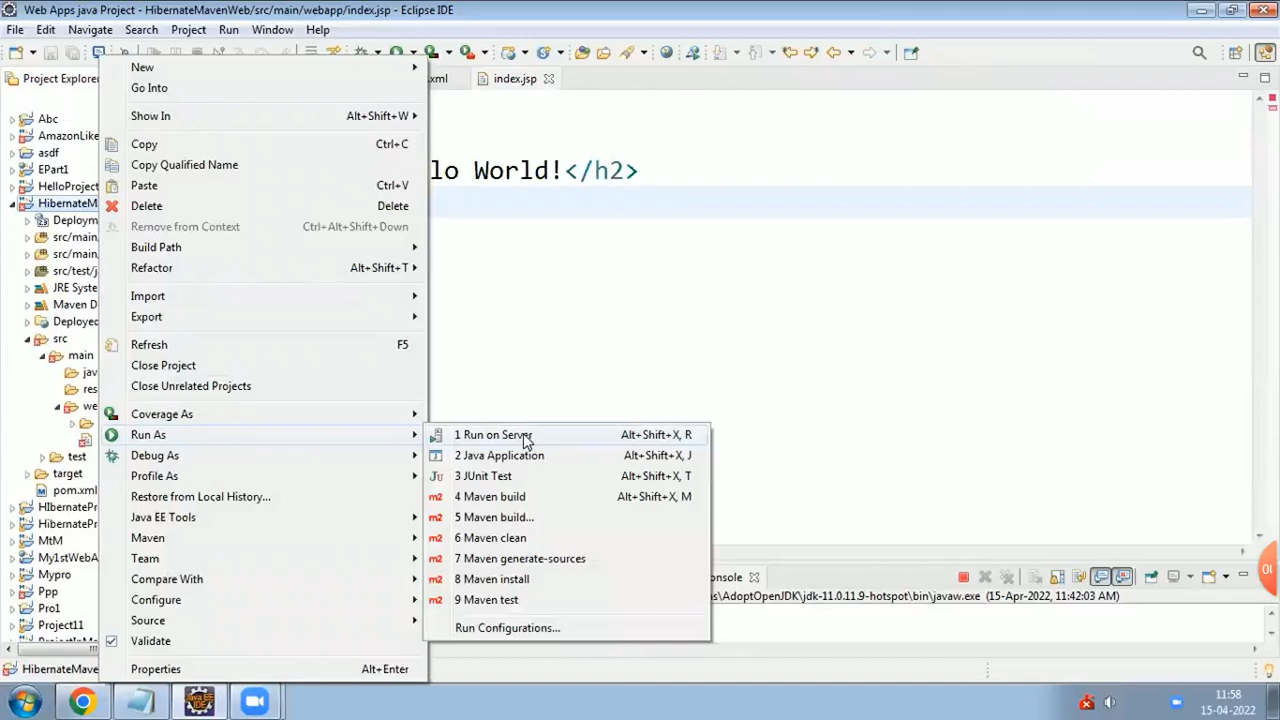 Web Apps java Project - HibernateMavenWeb/src/main/webapp/index.jsp - Eclipse IDE
File Edit Navigate Search Project Run Window Help
Project Explorer
xml
index.jsp
Abc
AmazonLike
asdf
EPart1
HelloProject
HibernateM
Deploym
src/main
src/main
src/test/j
JRE System
Maven D
Deployed
src
main
jav
res
we
test
target
pom.xml
HIbernateP
HibernatePr
MtM
My1stWebA
Mypro
Ppp
Pro1
Project11
ProjectInM
HibernateMave
New
Go Into
Show In Alt+Shift+W
Copy Ctrl+C
Copy Qualified Name
Paste Ctrl+V
Delete Delete
Remove from Context Ctrl+Alt+Shift+Down
Build Path
Refactor Alt+Shift+T
Import
Export
Refresh F5
Close Project
Close Unrelated Projects
Coverage As
Run As
Debug As
Profile As
Restore from Local History...
Java EE Tools
Maven
Team
Compare With
Configure
Source
Validate
Properties Alt+Enter
1 Run on Server Alt+Shift+X, R
2 Java Application Alt+Shift+X, J
3 JUnit Test Alt+Shift+X, T
4 Maven build Alt+Shift+X, M
5 Maven build...
6 Maven clean
7 Maven generate-sources
8 Maven install
9 Maven test
Run Configurations...
lo World!</h2>
onsole
s\AdoptOpenJDK\jdk-11.0.11.9-hotspot\bin\javaw.exe (15-Apr-2022, 11:42:03 AM)
00
11:58
15-04-2022